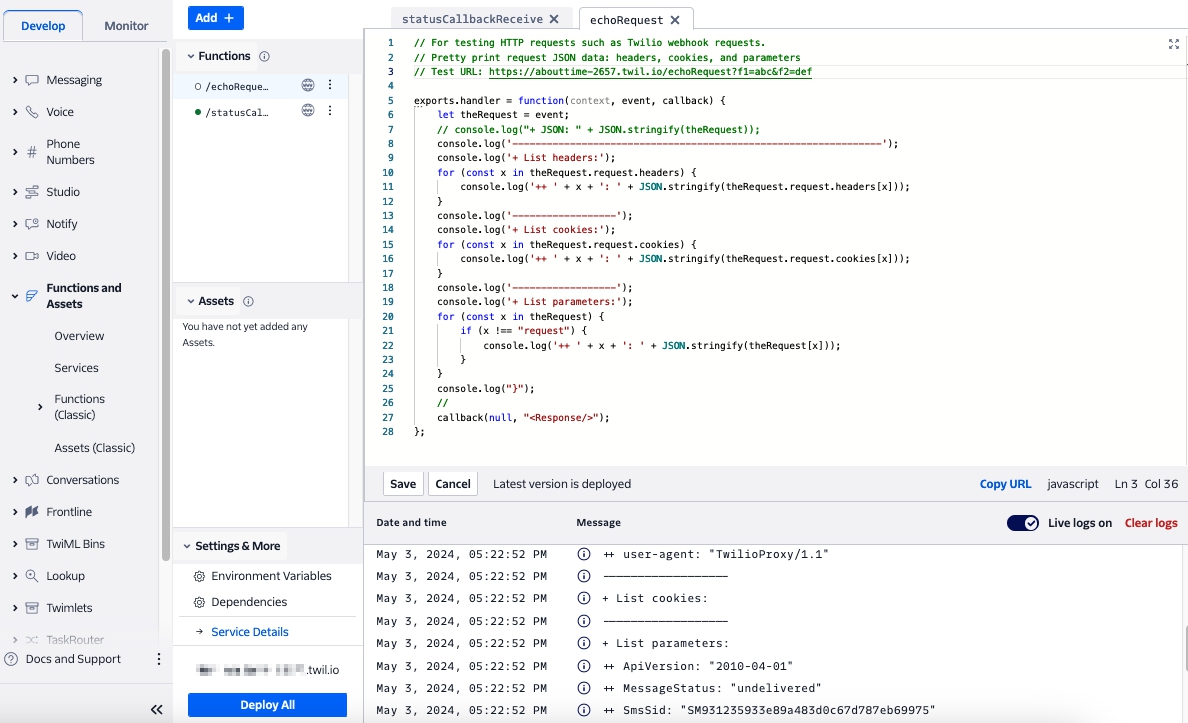 Develop
Monitor
Messaging
Voice
Phone
Numbers
Studio
Notify
Video
Functions and
Assets
Overview
Services
Functions
(Classic)
Assets (Classic)
Conversations
Frontline
TwiML Bins
Lookup
Twimlets
TaskRouter
Docs and Support
Add +
Functions
/echoReque…
/statusCal…
Assets
You have not yet added any
Assets.
Settings & More
Environment Variables
Dependencies
→ Service Details
.twil.io
Deploy All
statusCallbackReceive ✕
echoRequest ✕
1 // For testing HTTP requests such as Twilio webhook requests.
2 // Pretty print request JSON data: headers, cookies, and parameters
3 // Test URL: https://abouttime-2657.twil.io/echoRequest?f1=abc&f2=def
4
5 exports.handler = function(context, event, callback) {
6 let theRequest = event;
7 // console.log("+ JSON: " + JSON.stringify(theRequest));
8 console.log('----------------------------------------------------------------');
9 console.log('+ List headers:');
10 for (const x in theRequest.request.headers) {
11 console.log('++ ' + x + ': ' + JSON.stringify(theRequest.request.headers[x]));
12 }
13 console.log('------------------');
14 console.log('+ List cookies:');
15 for (const x in theRequest.request.cookies) {
16 console.log('++ ' + x + ': ' + JSON.stringify(theRequest.request.cookies[x]));
17 }
18 console.log('------------------');
19 console.log('+ List parameters:');
20 for (const x in theRequest) {
21 if (x !== "request") {
22 console.log('++ ' + x + ': ' + JSON.stringify(theRequest[x]));
23 }
24 }
25 console.log("}");
26 //
27 callback(null, "<Response/>");
28 };
Save
Cancel
Latest version is deployed
Copy URL
javascript
Ln 3 Col 36
Date and time
Message
Live logs on
Clear logs
May 3, 2024, 05:22:52 PM ++ user-agent: "TwilioProxy/1.1"
May 3, 2024, 05:22:52 PM ------------------
May 3, 2024, 05:22:52 PM + List cookies:
May 3, 2024, 05:22:52 PM ------------------
May 3, 2024, 05:22:52 PM + List parameters:
May 3, 2024, 05:22:52 PM ++ ApiVersion: "2010-04-01"
May 3, 2024, 05:22:52 PM ++ MessageStatus: "undelivered"
May 3, 2024, 05:22:52 PM ++ SmsSid: "SM931235933e89a483d0c67d787eb69975"